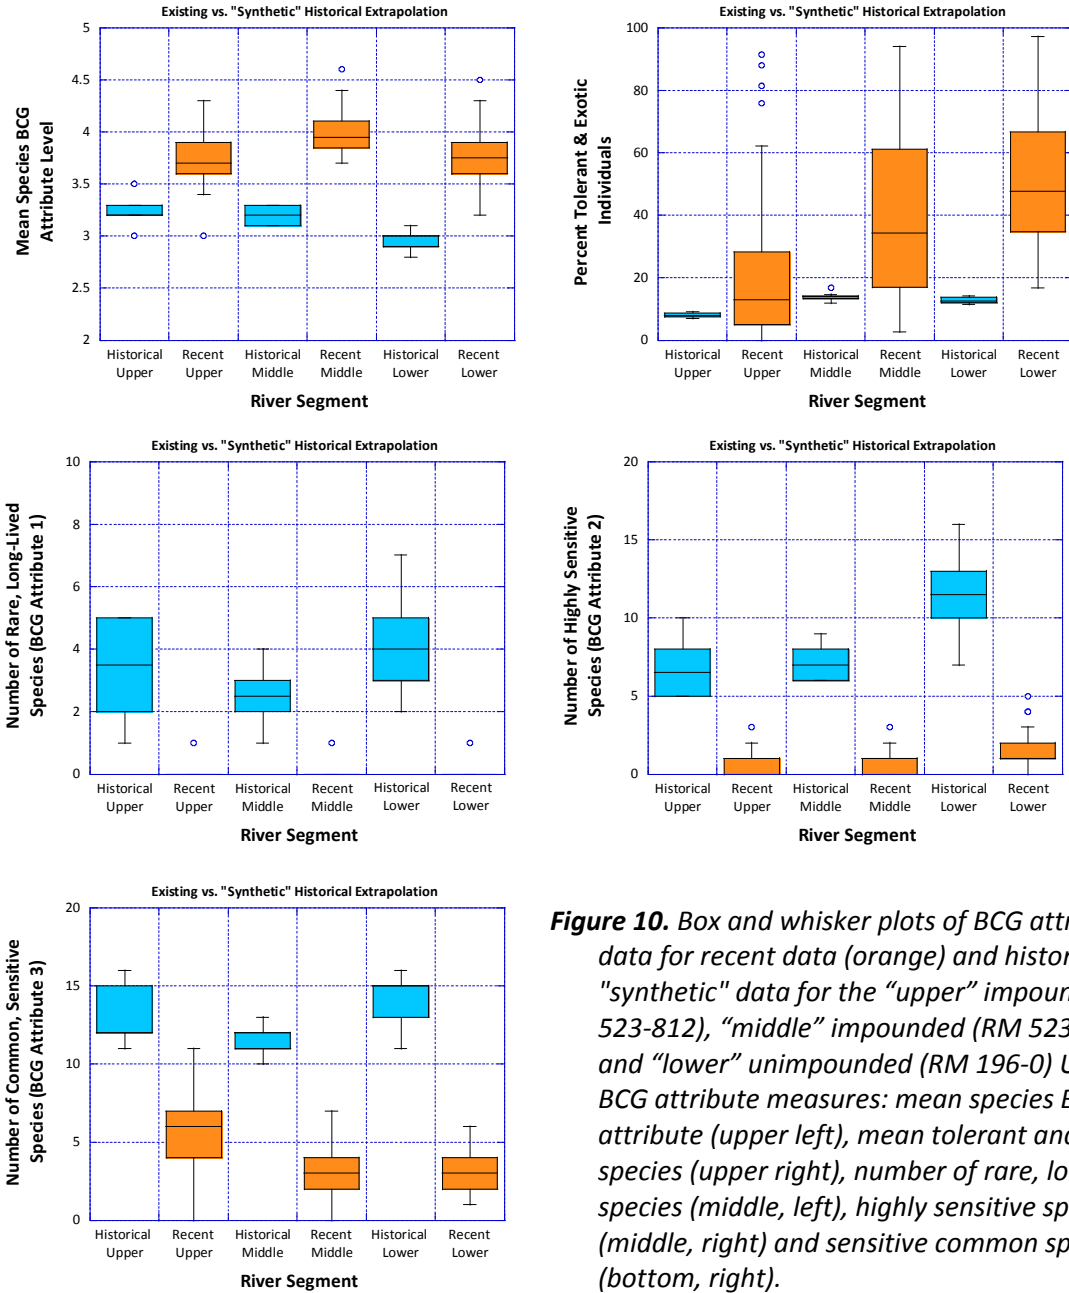 Existing vs. "Synthetic" Historical Extrapolation
Mean Species BCG
Attribute Level
5
4.5
4
3.5
3
2.5
2
Historical Upper
Recent Upper
Historical Middle
Recent Middle
Historical Lower
Recent Lower
River Segment
Existing vs. "Synthetic" Historical Extrapolation
Percent Tolerant & Exotic
Individuals
100
80
60
40
20
0
Historical Upper
Recent Upper
Historical Middle
Recent Middle
Historical Lower
Recent Lower
River Segment
Existing vs. "Synthetic" Historical Extrapolation
Number of Rare, Long-Lived
Species (BCG Attribute 1)
10
8
6
4
2
0
Historical Upper
Recent Upper
Historical Middle
Recent Middle
Historical Lower
Recent Lower
River Segment
Existing vs. "Synthetic" Historical Extrapolation
Number of Highly Sensitive
Species (BCG Attribute 2)
20
15
10
5
0
Historical Upper
Recent Upper
Historical Middle
Recent Middle
Historical Lower
Recent Lower
River Segment
Existing vs. "Synthetic" Historical Extrapolation
Number of Common, Sensitive
Species (BCG Attribute 3)
20
15
10
5
0
Historical Upper
Recent Upper
Historical Middle
Recent Middle
Historical Lower
Recent Lower
River Segment
Figure 10. Box and whisker plots of BCG attr
data for recent data (orange) and histor
"synthetic" data for the “upper” impoun
523-812), “middle” impounded (RM 523
and “lower” unimpounded (RM 196-0) U
BCG attribute measures: mean species B
attribute (upper left), mean tolerant and
species (upper right), number of rare, lo
species (middle, left), highly sensitive sp
(middle, right) and sensitive common sp
(bottom, right).